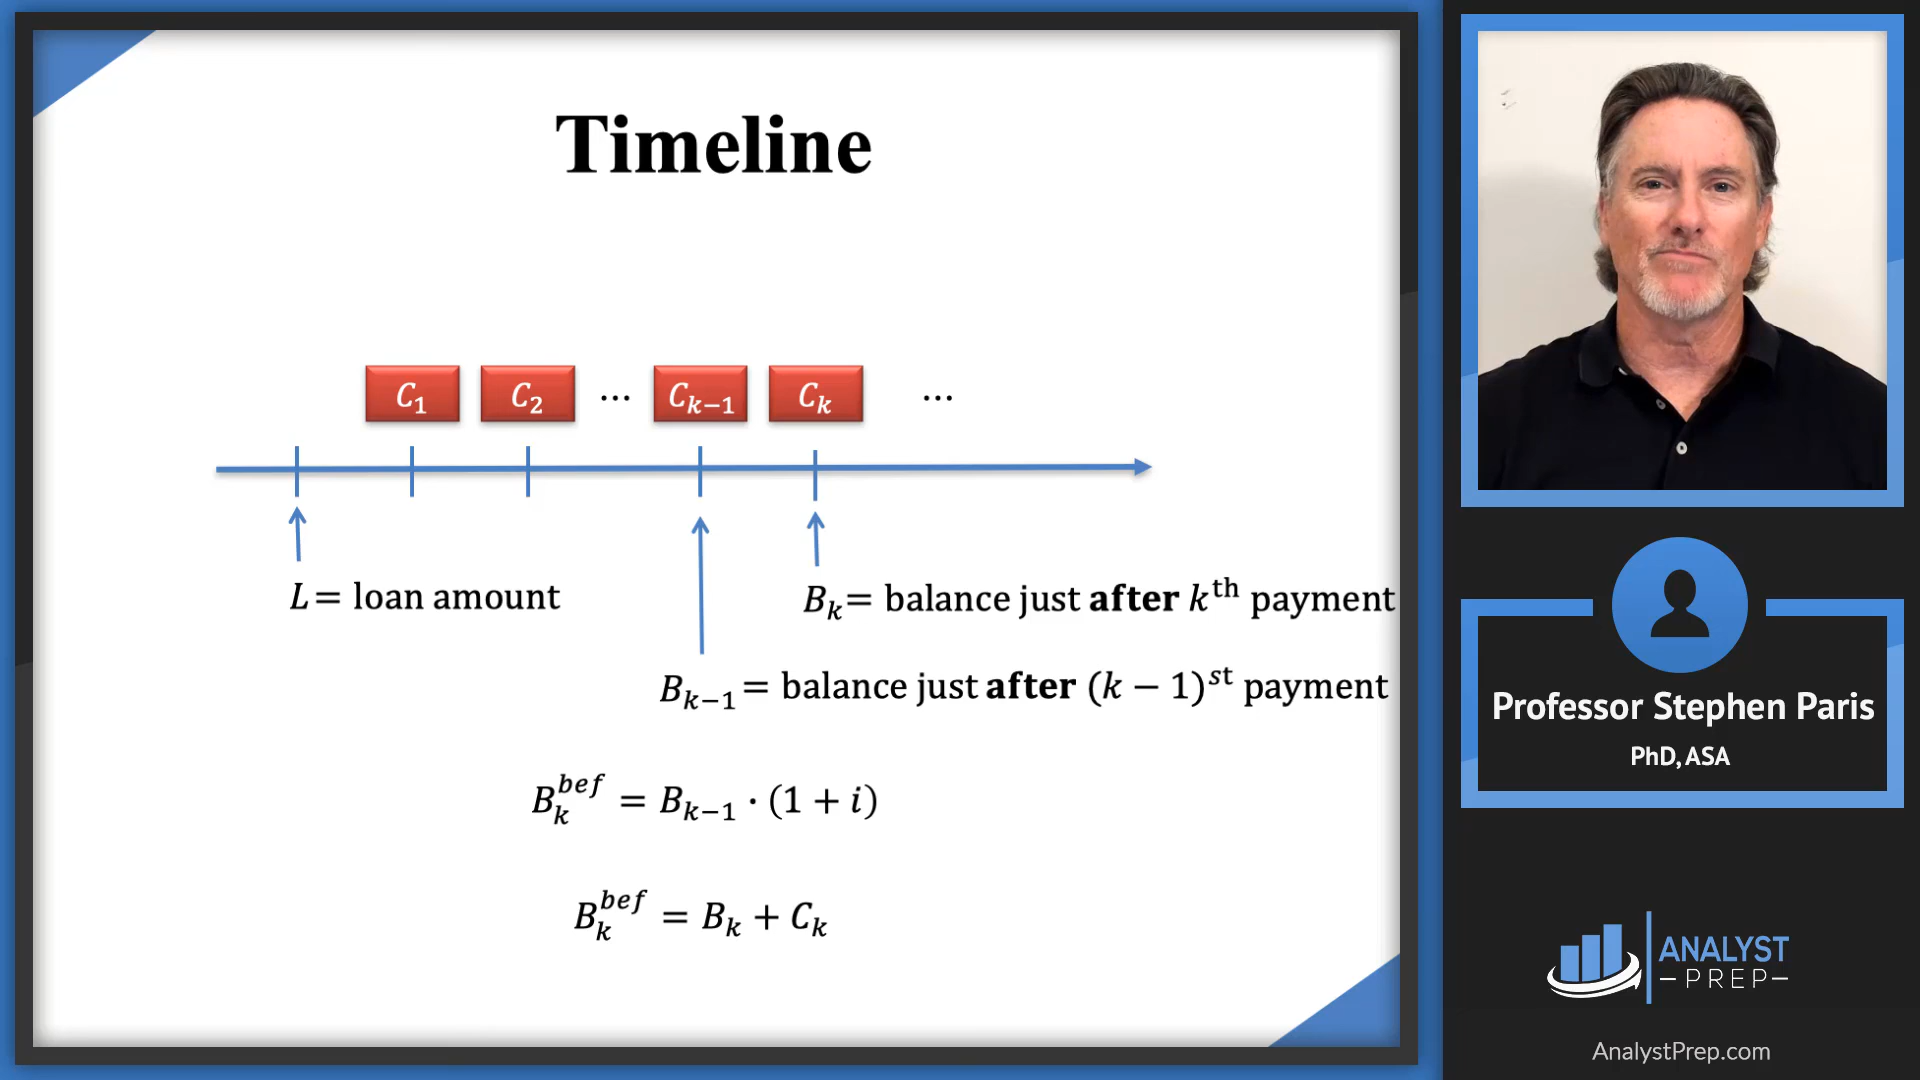 Timeline
C₁ C₂ ... Cₖ₋₁ Cₖ ...
L = loan amount
Bₖ = balance just after kᵗʰ payment
Bₖ₋₁ = balance just after (k − 1)ˢᵗ payment
Bₖᵇᵉᶠ = Bₖ₋₁ · (1 + i)
Bₖᵇᵉᶠ = Bₖ + Cₖ
Professor Stephen Paris
PhD, ASA
ANALYST
PREP
AnalystPrep.com